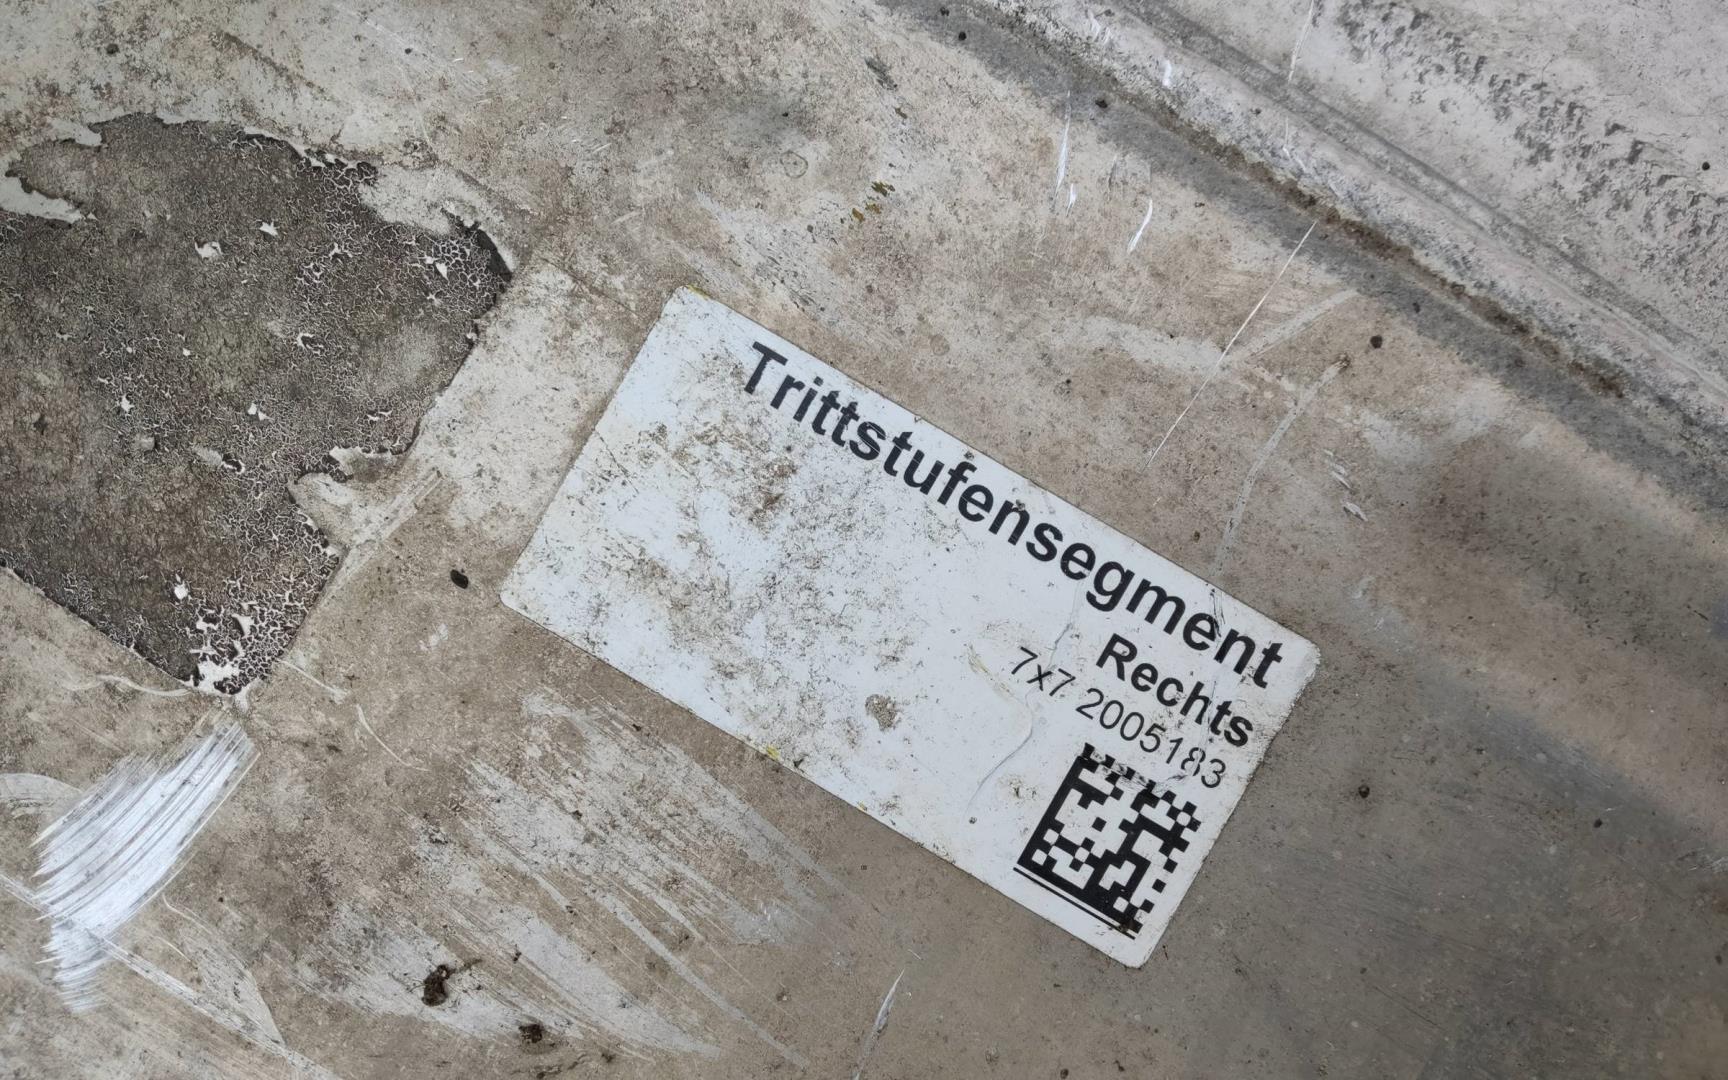 Trittstufensegment
Rechts
7x7 2005183